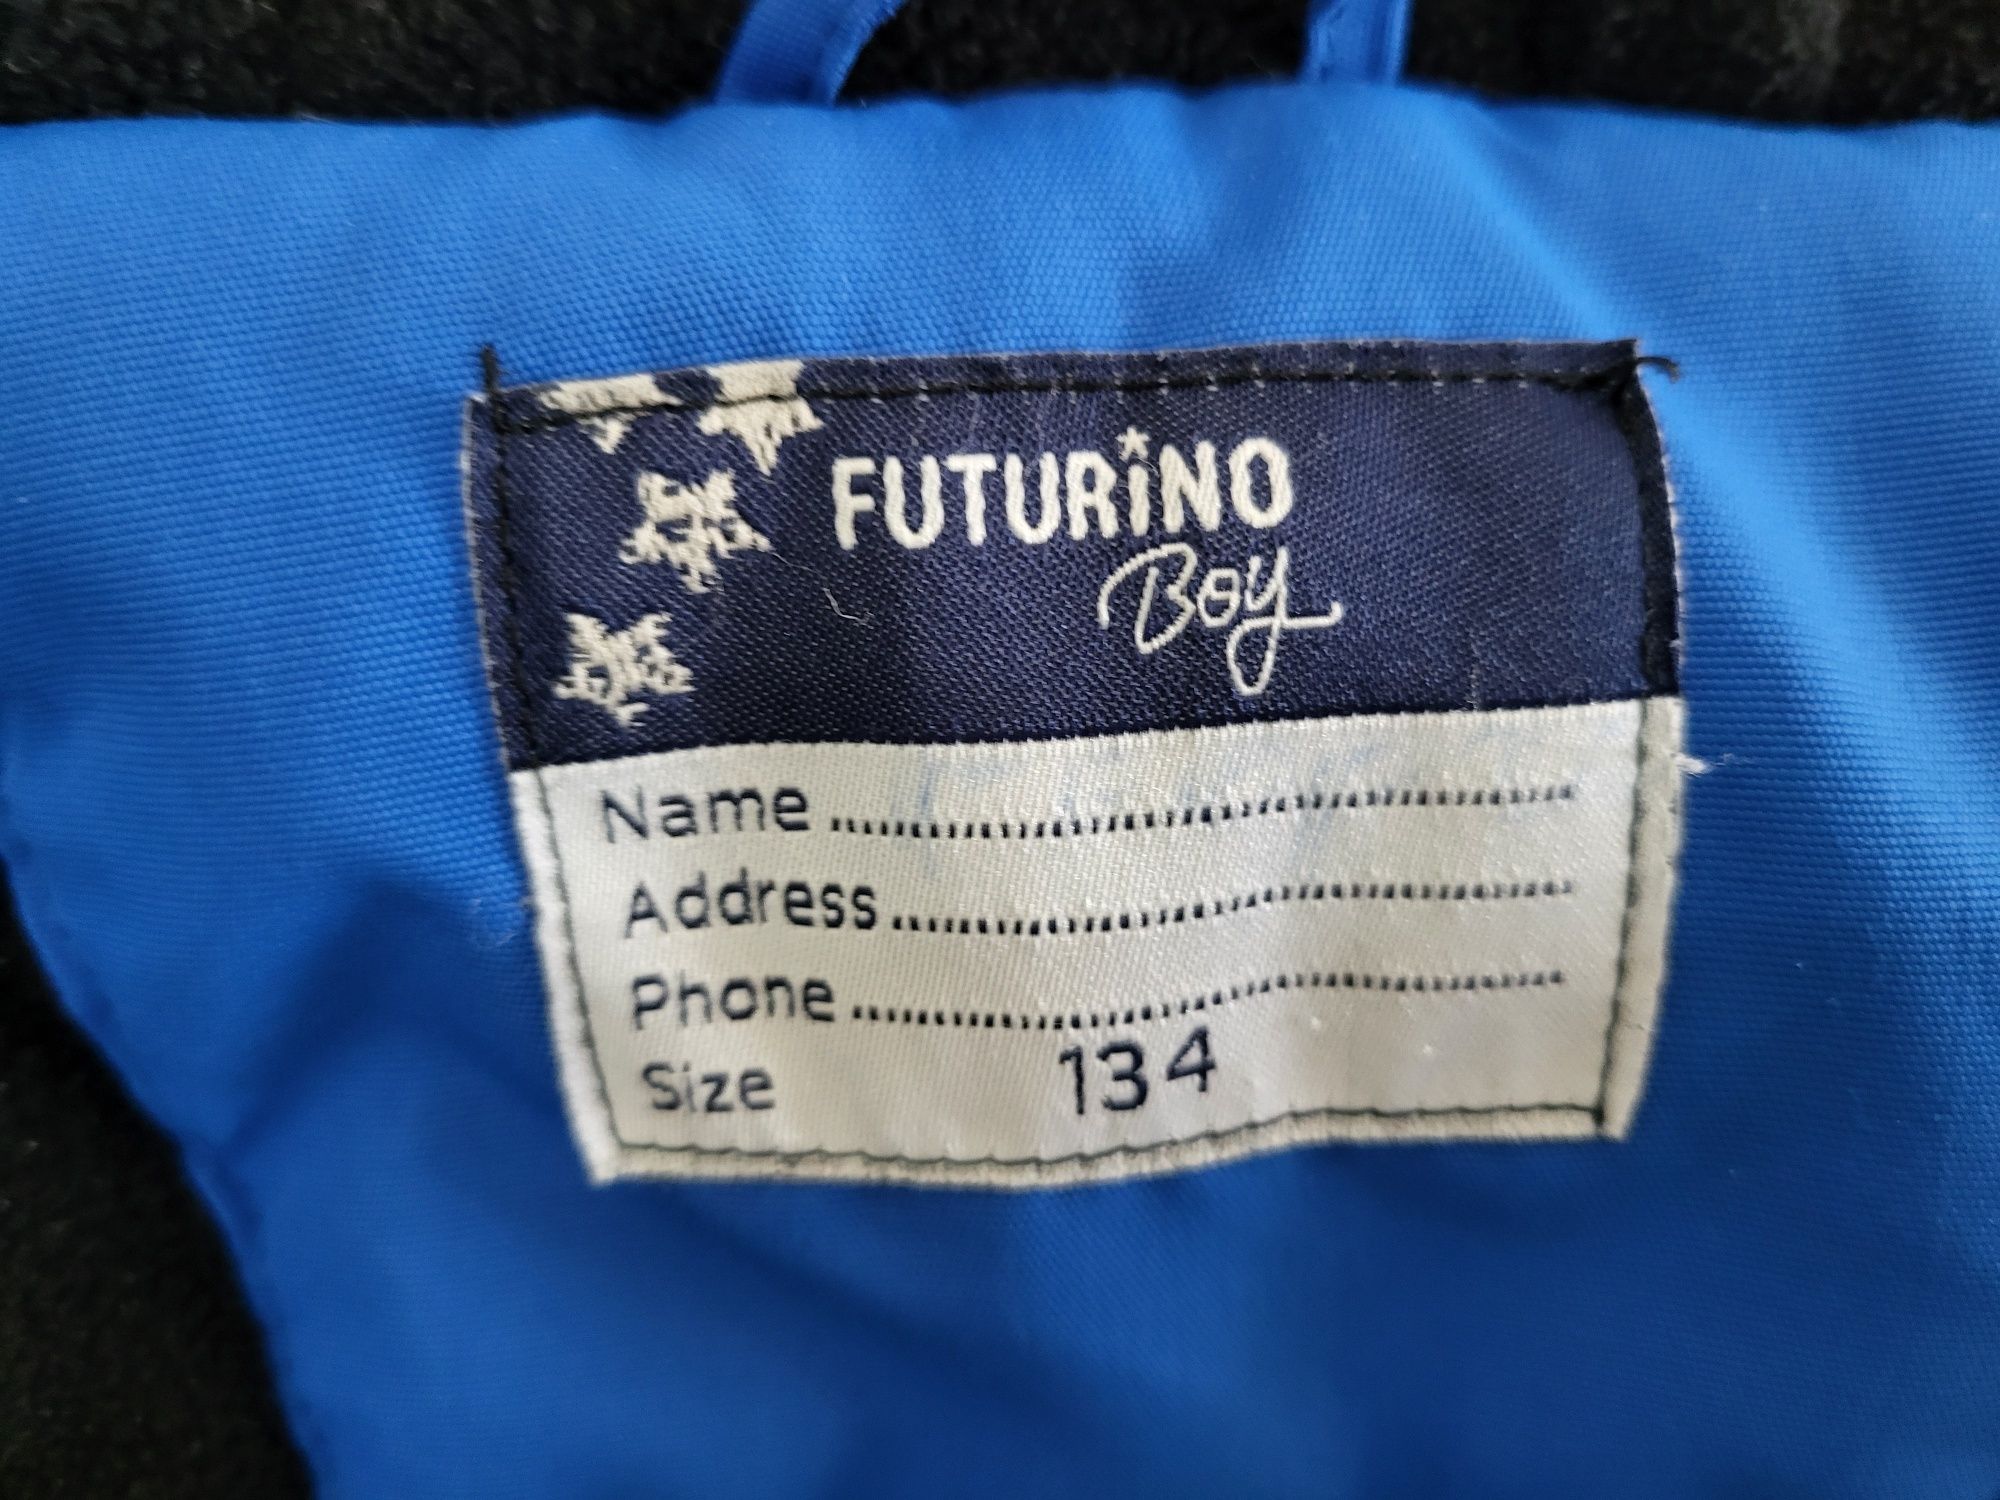 FUTURiNO
Boy
Name
Address
Phone
Size 134